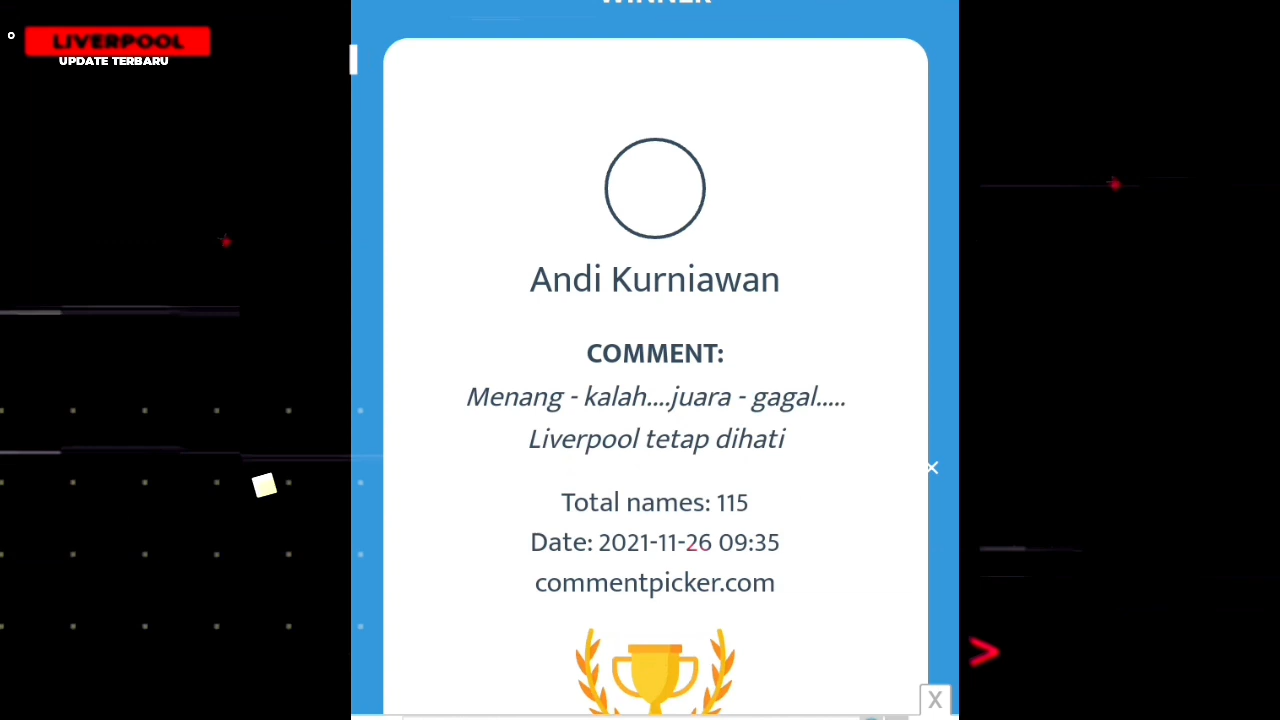 WINNER
LIVERPOOL
UPDATE TERBARU
Andi Kurniawan
COMMENT:
Menang - kalah....juara - gagal.....
Liverpool tetap dihati
Total names: 115
Date: 2021-11-26 09:35
commentpicker.com
X